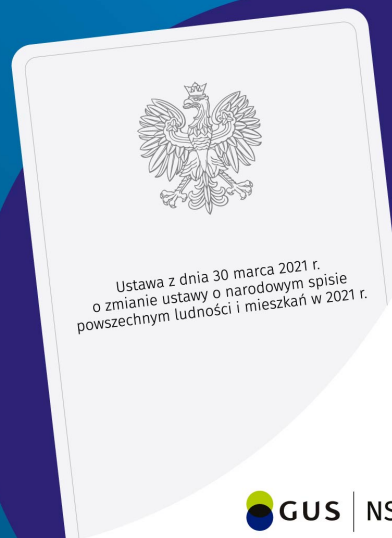 Ustawa z dnia 30 marca 2021 r.
o zmianie ustawy o narodowym spisie
powszechnym ludności i mieszkań w 2021 r.
GUS